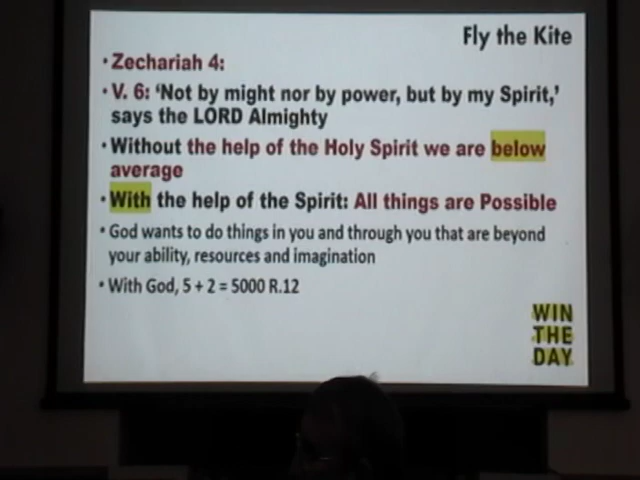 Fly the Kite
• Zechariah 4:
• V. 6: ‘Not by might nor by power, but by my Spirit,’
says the LORD Almighty
• Without the help of the Holy Spirit we are below
average
• With the help of the Spirit: All things are Possible
• God wants to do things in you and through you that are beyond
your ability, resources and imagination
• With God, 5 + 2 = 5000 R.12
WIN
THE
DAY